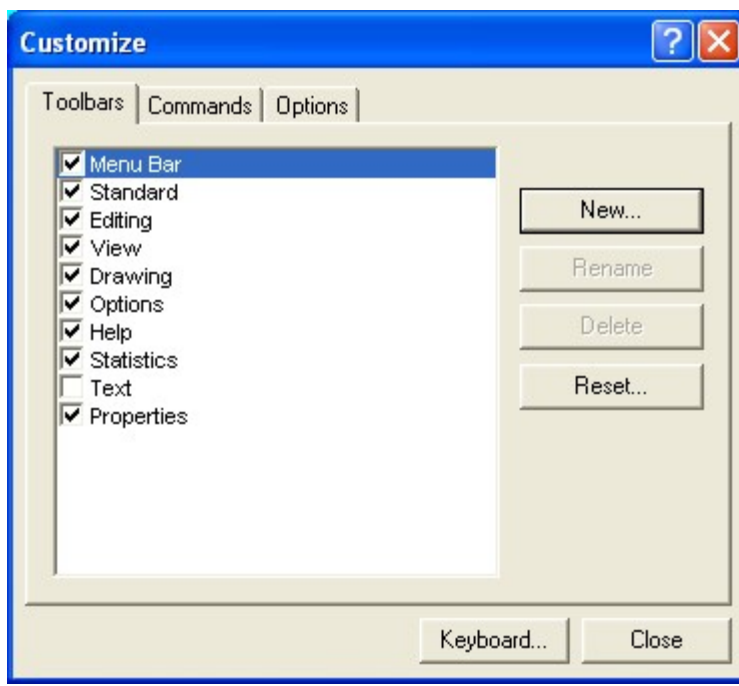 Customize
Toolbars Commands Options
Menu Bar
Standard
Editing
View
Drawing
Options
Help
Statistics
Text
Properties
New...
Rename
Delete
Reset...
Keyboard... Close